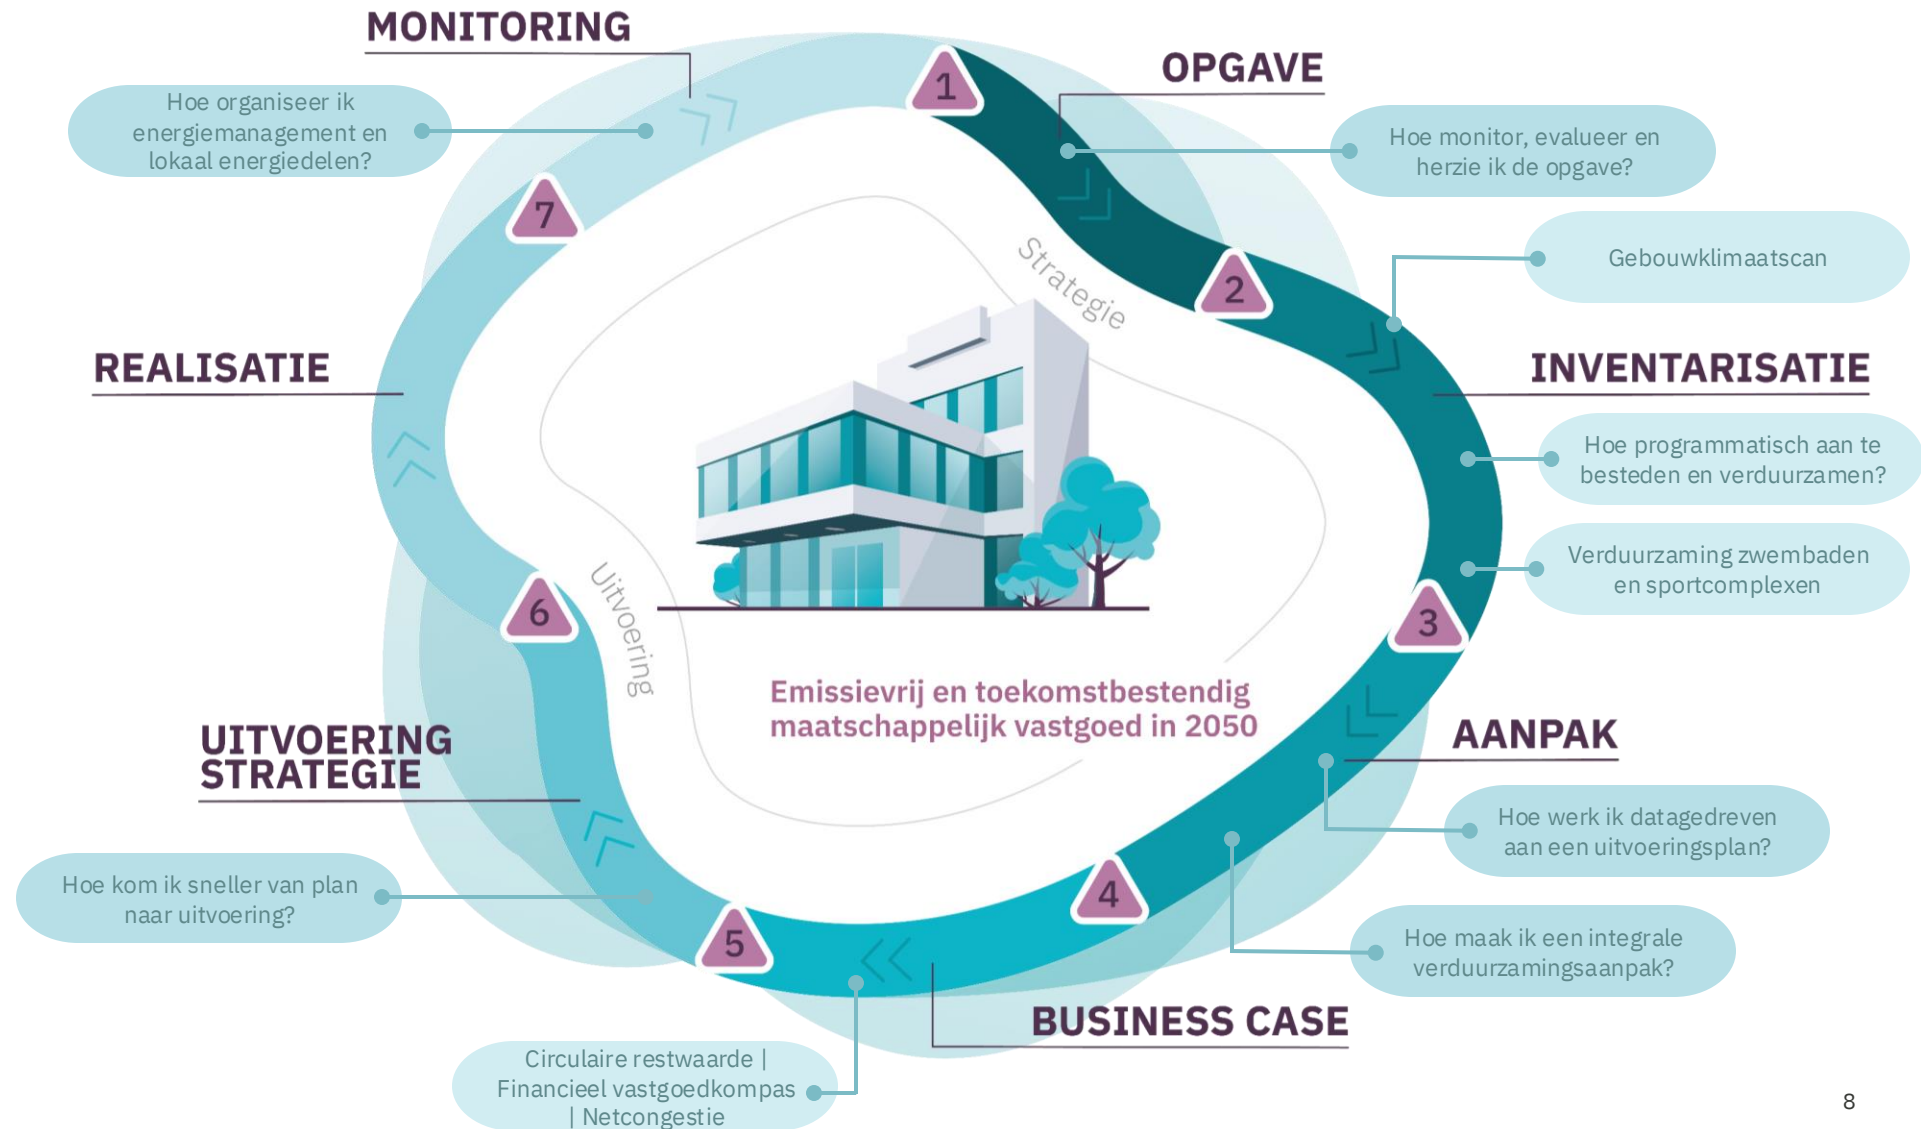 MONITORING
Hoe organiseer ik
energiemanagement en
lokaal energiedelen?
1
OPGAVE
Hoe monitor, evalueer en
herzie ik de opgave?
7
Strategie
2
Gebouwklimaatscan
REALISATIE
INVENTARISATIE
Hoe programmatisch aan te
besteden en verduurzamen?
Verduurzaming zwembaden
en sportcomplexen
6
Uitvoering
3
Emissievrij en toekomstbestendig
maatschappelijk vastgoed in 2050
UITVOERING
STRATEGIE
AANPAK
Hoe werk ik datagedreven
aan een uitvoeringsplan?
Hoe kom ik sneller van plan
naar uitvoering?
4
5
Hoe maak ik een integrale
verduurzamingsaanpak?
BUSINESS CASE
Circulaire restwaarde |
Financieel vastgoedkompas
| Netcongestie
8